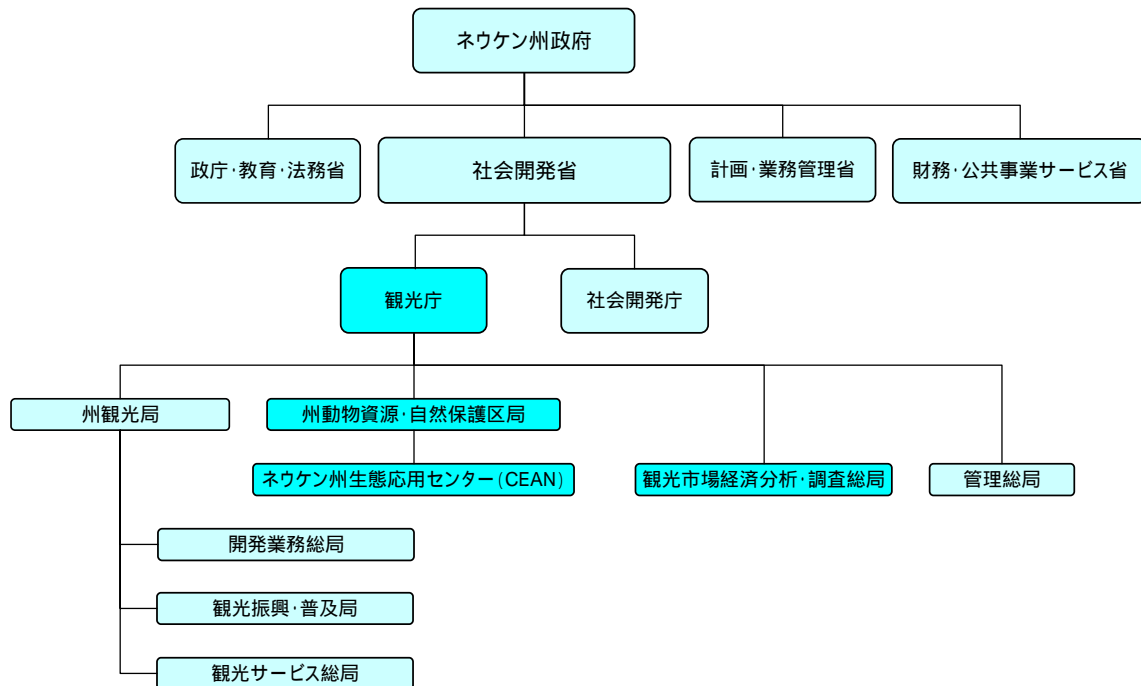 ネウケン州政府
政庁・教育・法務省
社会開発省
計画・業務管理省
財務・公共事業サービス省
観光庁
社会開発庁
州観光局
州動物資源・自然保護区局
ネウケン州生態応用センター(CEAN)
観光市場経済分析・調査総局
管理総局
開発業務総局
観光振興・普及局
観光サービス総局